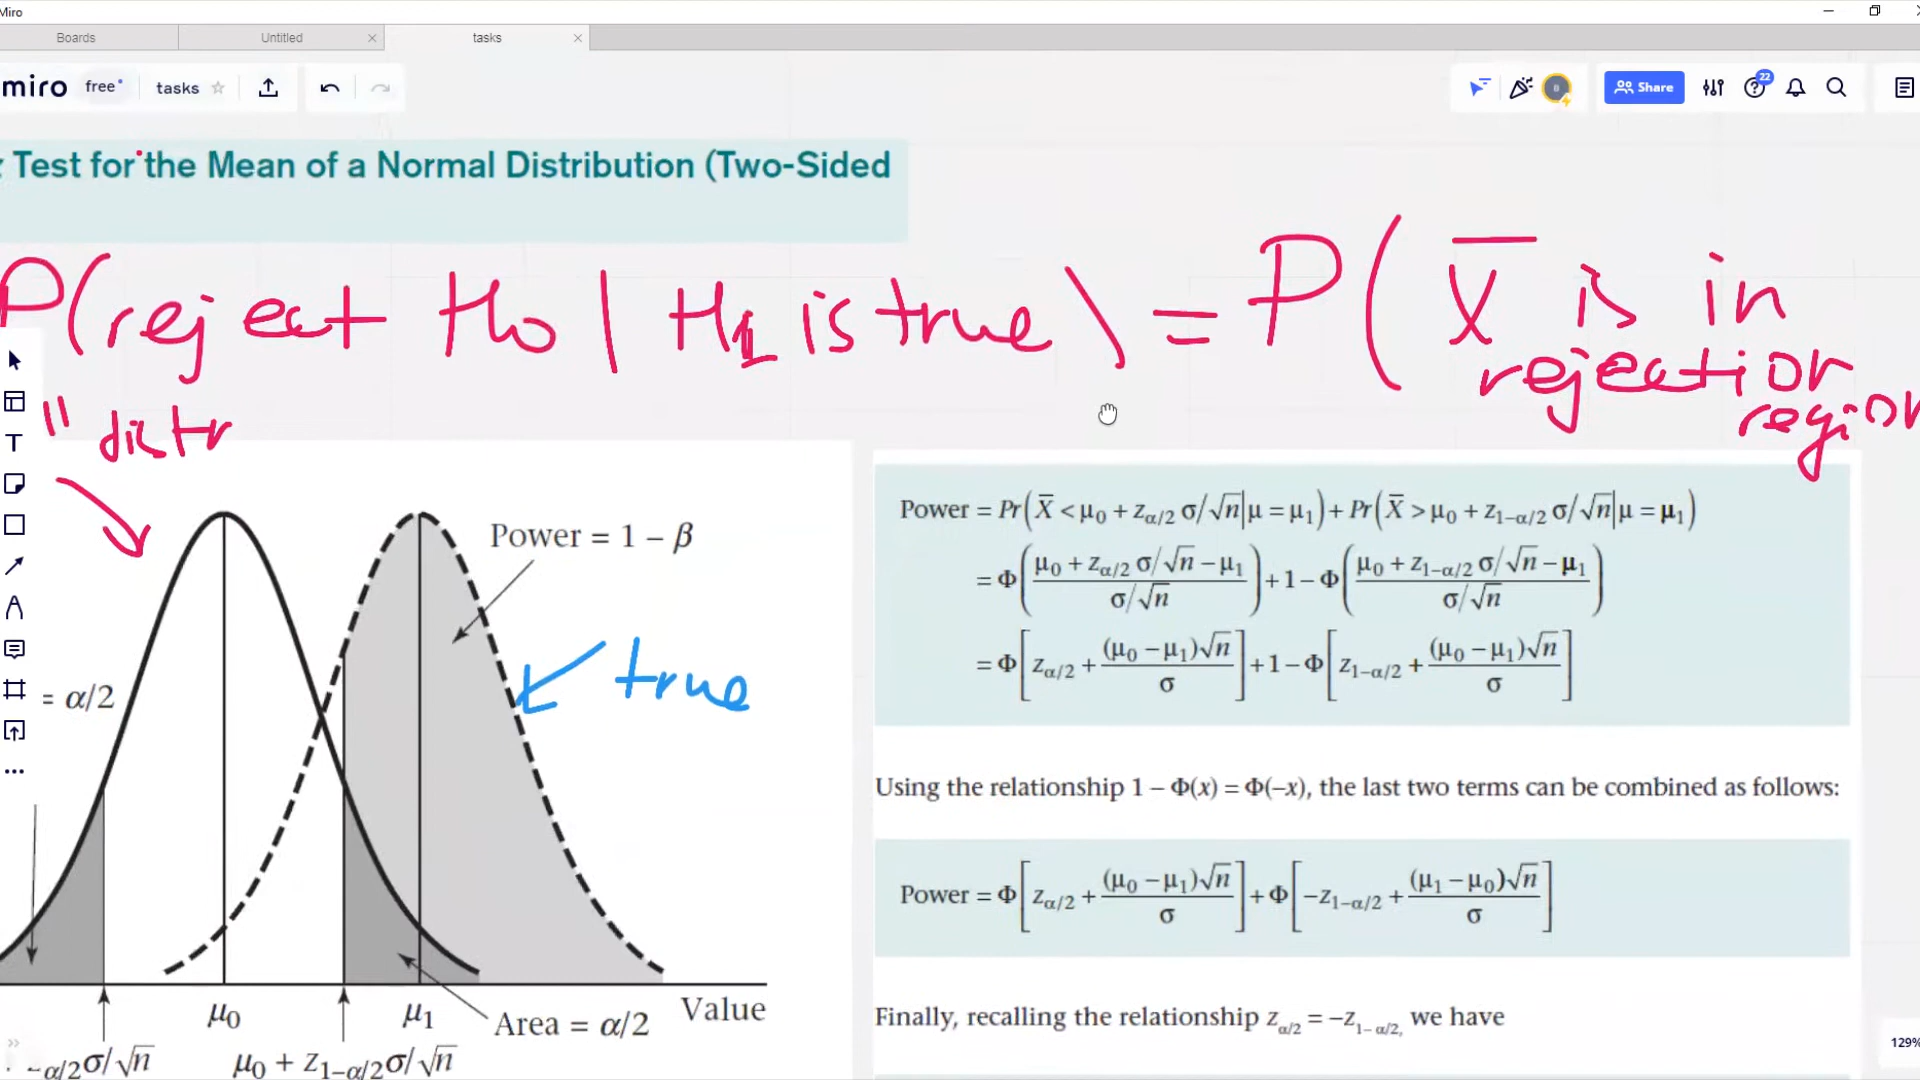 Miro
Boards
Untitled
tasks
miro
free
tasks
Share
22
Test for the Mean of a Normal Distribution (Two-Sided
P(reject H0 | H1 is true) = P( X̄ is in
rejection
region
" distr
Power = 1 – β
true
= α/2
μ0
μ1
Value
Area = α/2
α/2σ/√n
μ0 + z1−α/2σ/√n
Power = Pr(X̄ < μ0 + zα/2 σ/√n|μ = μ1) + Pr(X̄ > μ0 + z1−α/2 σ/√n|μ = μ1)
= Φ((μ0 + zα/2 σ/√n − μ1)/(σ/√n)) + 1 − Φ((μ0 + z1−α/2 σ/√n − μ1)/(σ/√n))
= Φ[zα/2 + (μ0 − μ1)√n/σ] + 1 − Φ[z1−α/2 + (μ0 − μ1)√n/σ]
Using the relationship 1 – Φ(x) = Φ(–x), the last two terms can be combined as follows:
Power = Φ[zα/2 + (μ0 − μ1)√n/σ] + Φ[−z1−α/2 + (μ1 − μ0)√n/σ]
Finally, recalling the relationship zα/2 = –z1–α/2, we have
129%